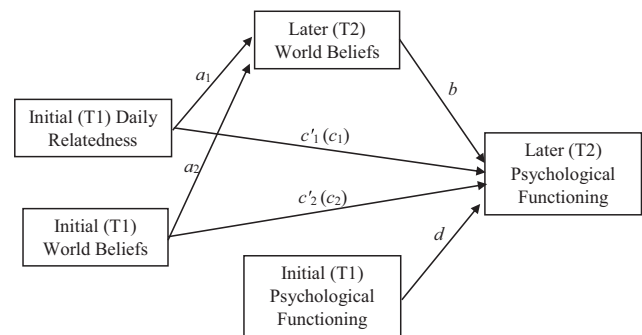 Later (T2)
World Beliefs
a1
b
Initial (T1) Daily
Relatedness
c'1 (c1)
Later (T2)
Psychological
Functioning
a2
c'2 (c2)
Initial (T1)
World Beliefs
d
Initial (T1)
Psychological
Functioning